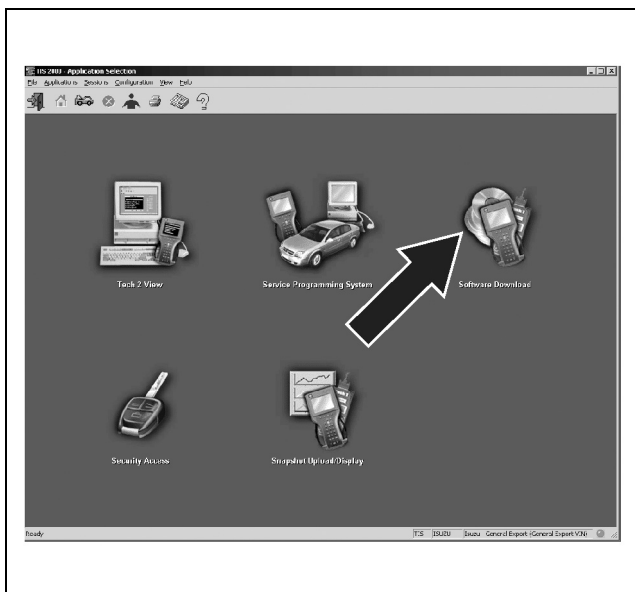 TIS 2000 - Application Selection
File Applications Sessions Configuration View Help
Tech 2 View
Service Programming System
Software Download
Security Access
Snapshot Upload/Display
Ready
TIS ISUZU Isuzu General Export (General Export VIN)